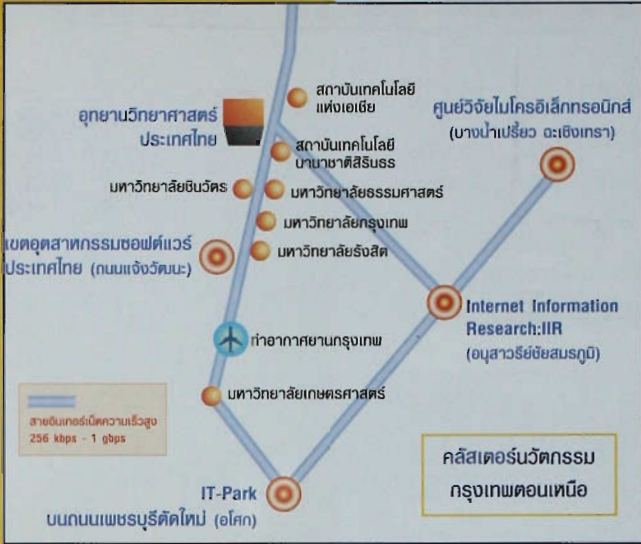 สถาบันเทคโนโลยี
แห่งเอเชีย
อุทยานวิทยาศาสตร์
ประเทศไทย
ศูนย์วิจัยไมโครอิเล็กทรอนิกส์
(บางน้ำเปรี้ยว ฉะเชิงเทรา)
สถาบันเทคโนโลยี
นานาชาติสิรินธร
มหาวิทยาลัยชินวัตร
มหาวิทยาลัยธรรมศาสตร์
มหาวิทยาลัยกรุงเทพ
เขตอุตสาหกรรมซอฟต์แวร์
ประเทศไทย (ถนนแจ้งวัฒนะ)
มหาวิทยาลัยรังสิต
Internet Information
Research:IIR
(อนุสาวรีย์ชัยสมรภูมิ)
ท่าอากาศยานกรุงเทพ
มหาวิทยาลัยเกษตรศาสตร์
สายอินเทอร์เน็ตความเร็วสูง
256 kbps - 1 gbps
คลัสเตอร์นวัตกรรม
กรุงเทพตอนเหนือ
IT-Park
บนถนนเพชรบุรีตัดใหม่ (อโศก)